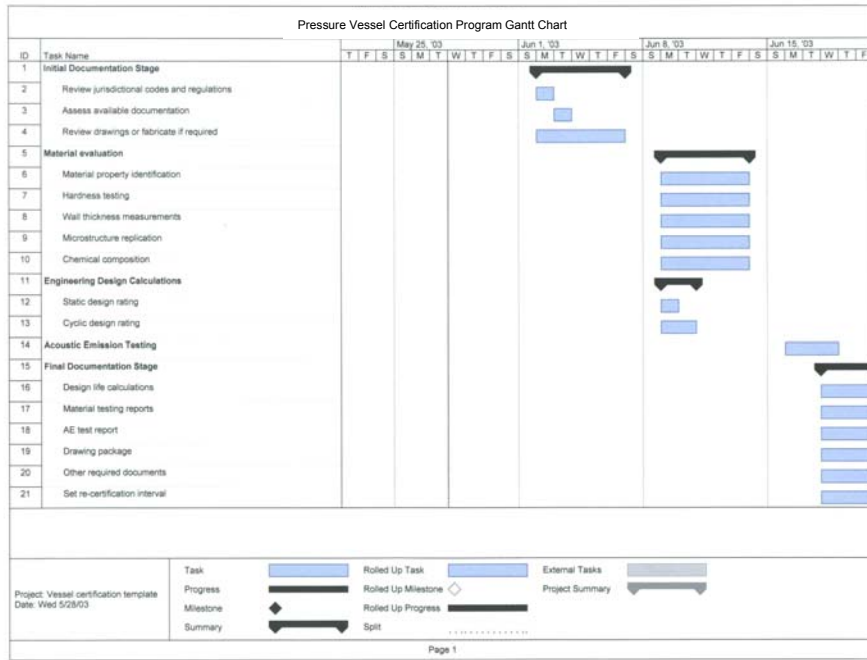 Pressure Vessel Certification Program Gantt Chart
May 25, '03 Jun 1, '03 Jun 8, '03 Jun 15, '03
ID Task Name T F S S M T W T F S S M T W T F S S M T W T F S S M T W T F
1 Initial Documentation Stage
2 Review jurisdictional codes and regulations
3 Assess available documentation
4 Review drawings or fabricate if required
5 Material evaluation
6 Material property identification
7 Hardness testing
8 Wall thickness measurements
9 Microstructure replication
10 Chemical composition
11 Engineering Design Calculations
12 Static design rating
13 Cyclic design rating
14 Acoustic Emission Testing
15 Final Documentation Stage
16 Design life calculations
17 Material testing reports
18 AE test report
19 Drawing package
20 Other required documents
21 Set re-certification interval
Project: Vessel certification template
Date: Wed 5/28/03
Task Rolled Up Task External Tasks
Progress Rolled Up Milestone Project Summary
Milestone Rolled Up Progress
Summary Split
Page 1